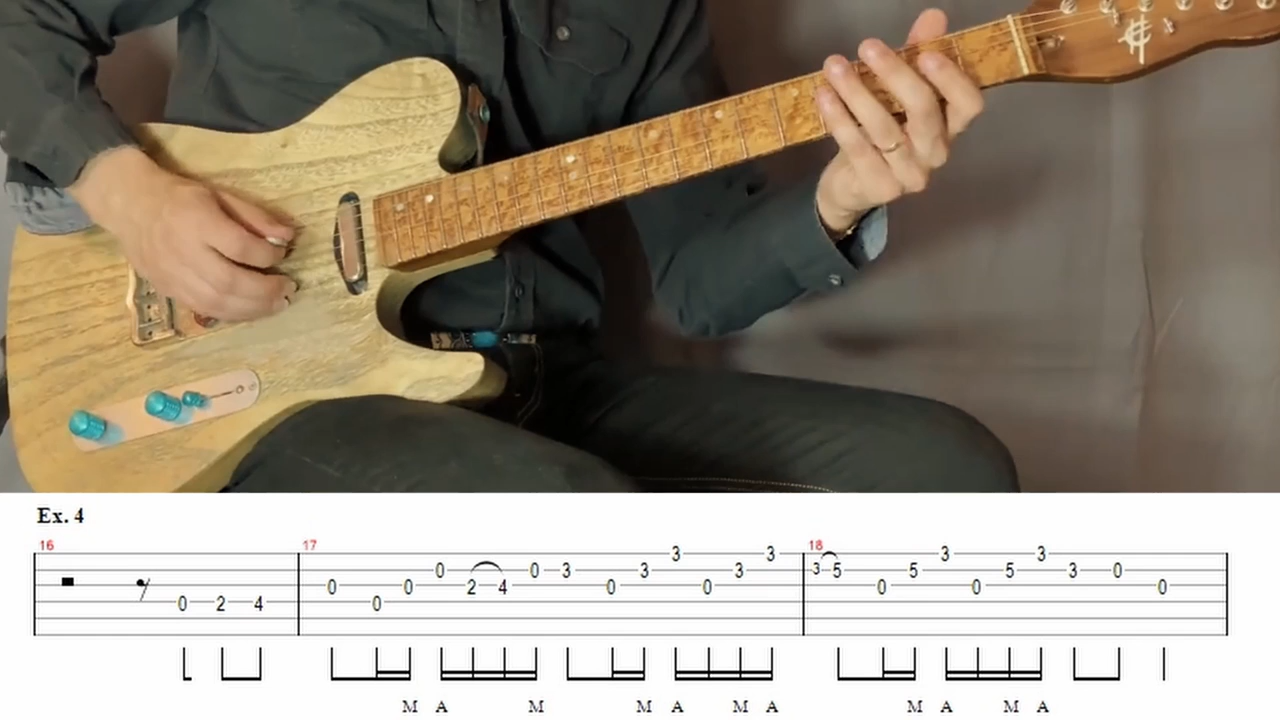 Ex. 4
16 17 18
3 3 3 3
0 0 3 3 3 5 5 5 3 0
0 0 2 4 0 0 0 0 0
0 2 4 0
M A M M A M A M A M A